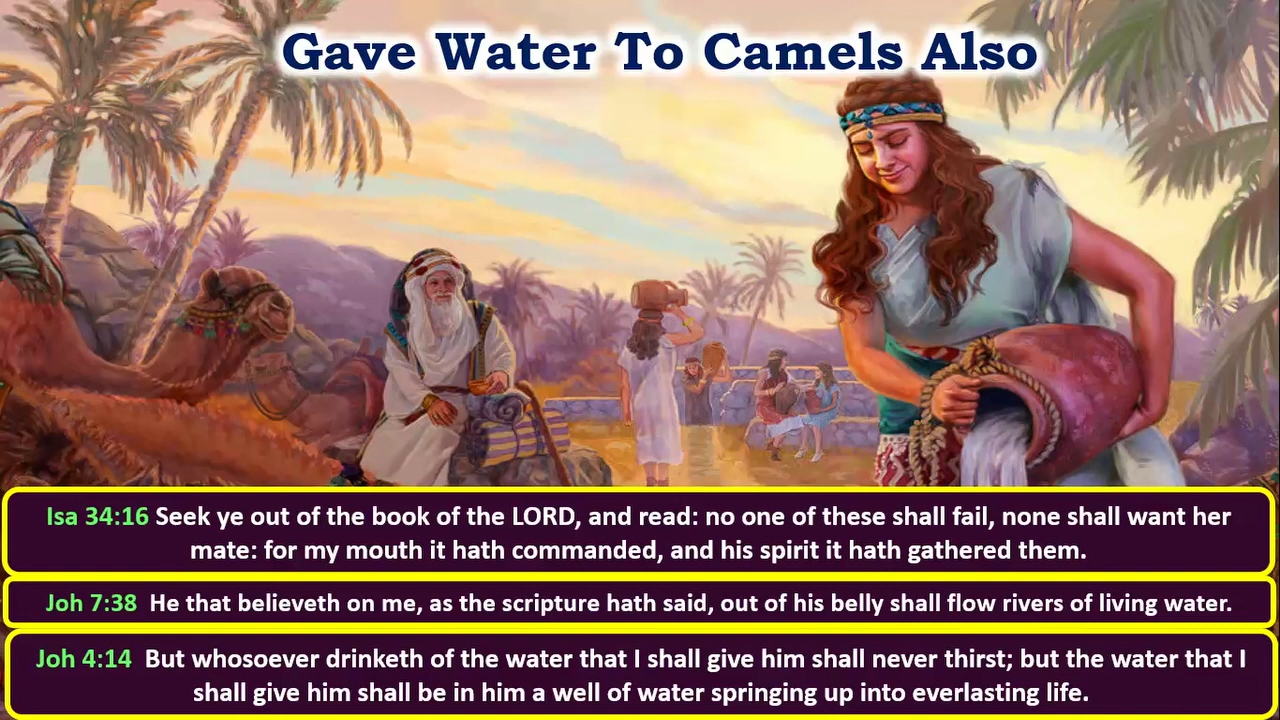 Gave Water To Camels Also
Isa 34:16 Seek ye out of the book of the LORD, and read: no one of these shall fail, none shall want her
mate: for my mouth it hath commanded, and his spirit it hath gathered them.
Joh 7:38 He that believeth on me, as the scripture hath said, out of his belly shall flow rivers of living water.
Joh 4:14 But whosoever drinketh of the water that I shall give him shall never thirst; but the water that I
shall give him shall be in him a well of water springing up into everlasting life.